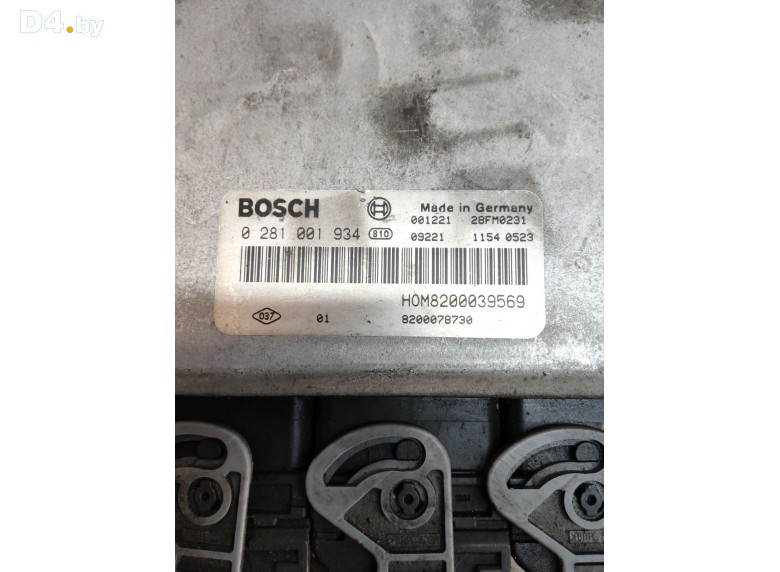 D4.by
BOSCH Made in Germany
001221 28FM0231
0 281 001 934 810 09221 1154 0523
HOM8200039569
037 01 8200078730